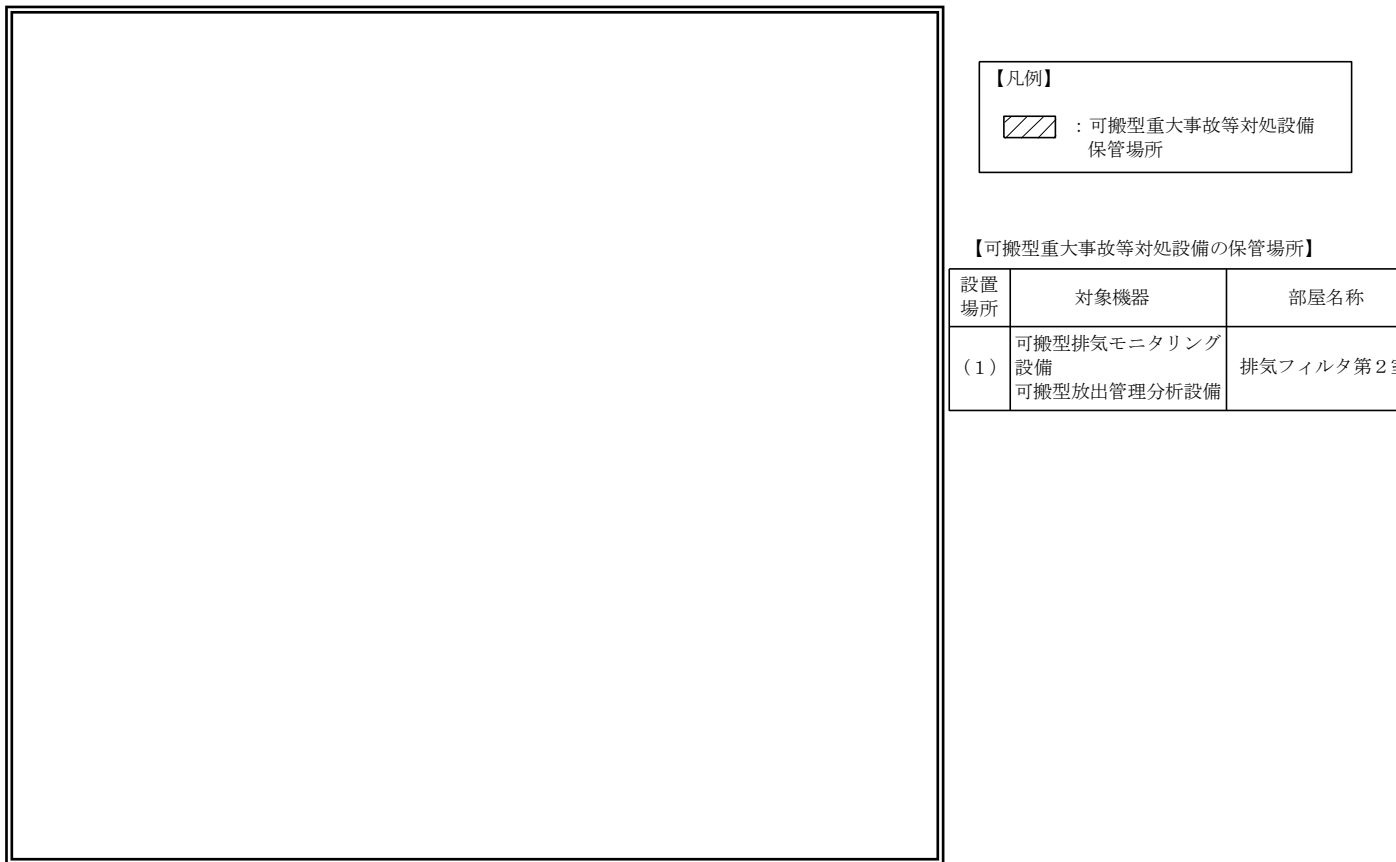 【凡例】
：可搬型重大事故等対処設備
保管場所
【可搬型重大事故等対処設備の保管場所】
設置
場所
対象機器
部屋名称
（１）
可搬型排気モニタリング
設備
可搬型放出管理分析設備
排気フィルタ第２